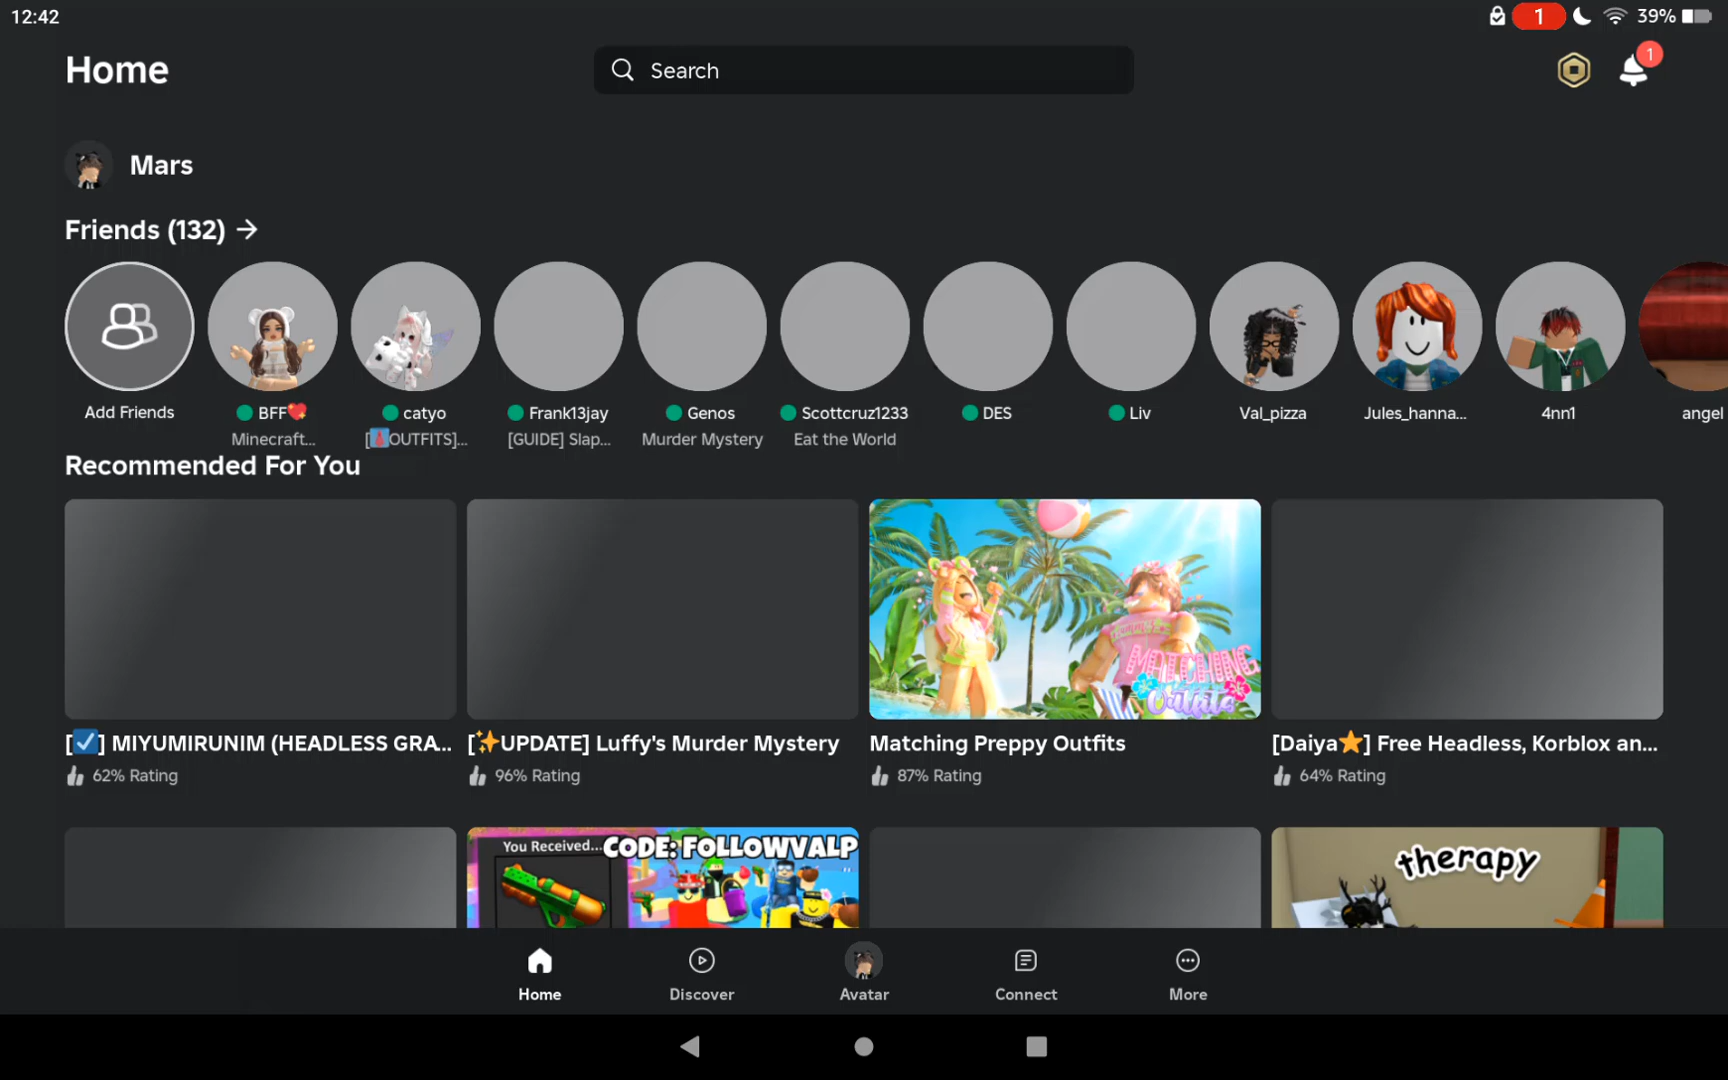 12:42
1
39%
Home
Search
1
Mars
Friends (132) →
Add Friends
BFF💖
catyo
Frank13jay
Genos
Scottcruz1233
DES
Liv
Val_pizza
Jules_hanna...
4nn1
angel
Minecraft...
[👗OUTFITS]...
[GUIDE] Slap...
Murder Mystery
Eat the World
Recommended For You
MATCHING
Outfits
[☑️] MIYUMIRUNIM (HEADLESS GRA...
[✨UPDATE] Luffy's Murder Mystery
Matching Preppy Outfits
[Daiya⭐] Free Headless, Korblox an...
62% Rating
96% Rating
87% Rating
64% Rating
You Received...
CODE: FOLLOWVALP
therapy
Home
Discover
Avatar
Connect
More